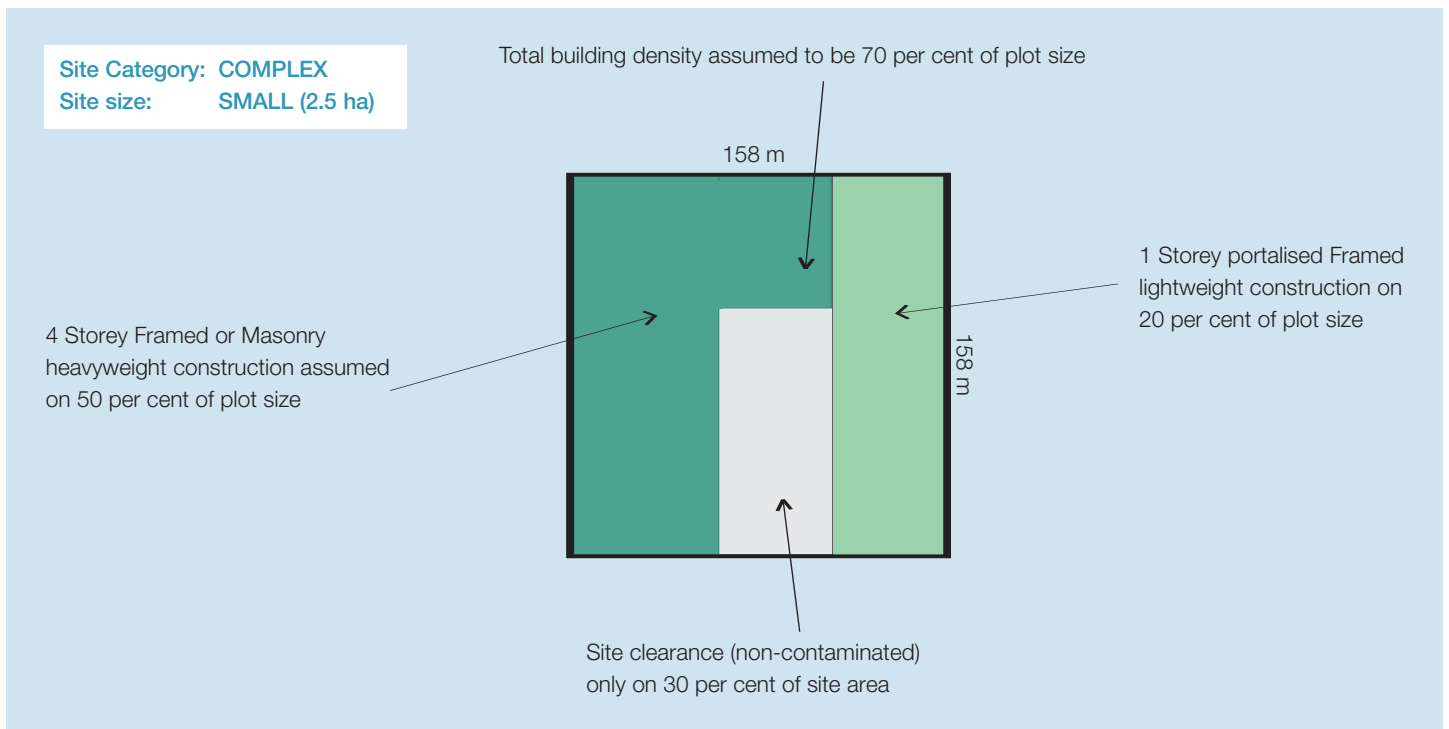 Site Category: COMPLEX
Site size: SMALL (2.5 ha)
Total building density assumed to be 70 per cent of plot size
158 m
1 Storey portalised Framed
lightweight construction on
20 per cent of plot size
4 Storey Framed or Masonry
heavyweight construction assumed
on 50 per cent of plot size
158 m
Site clearance (non-contaminated)
only on 30 per cent of site area